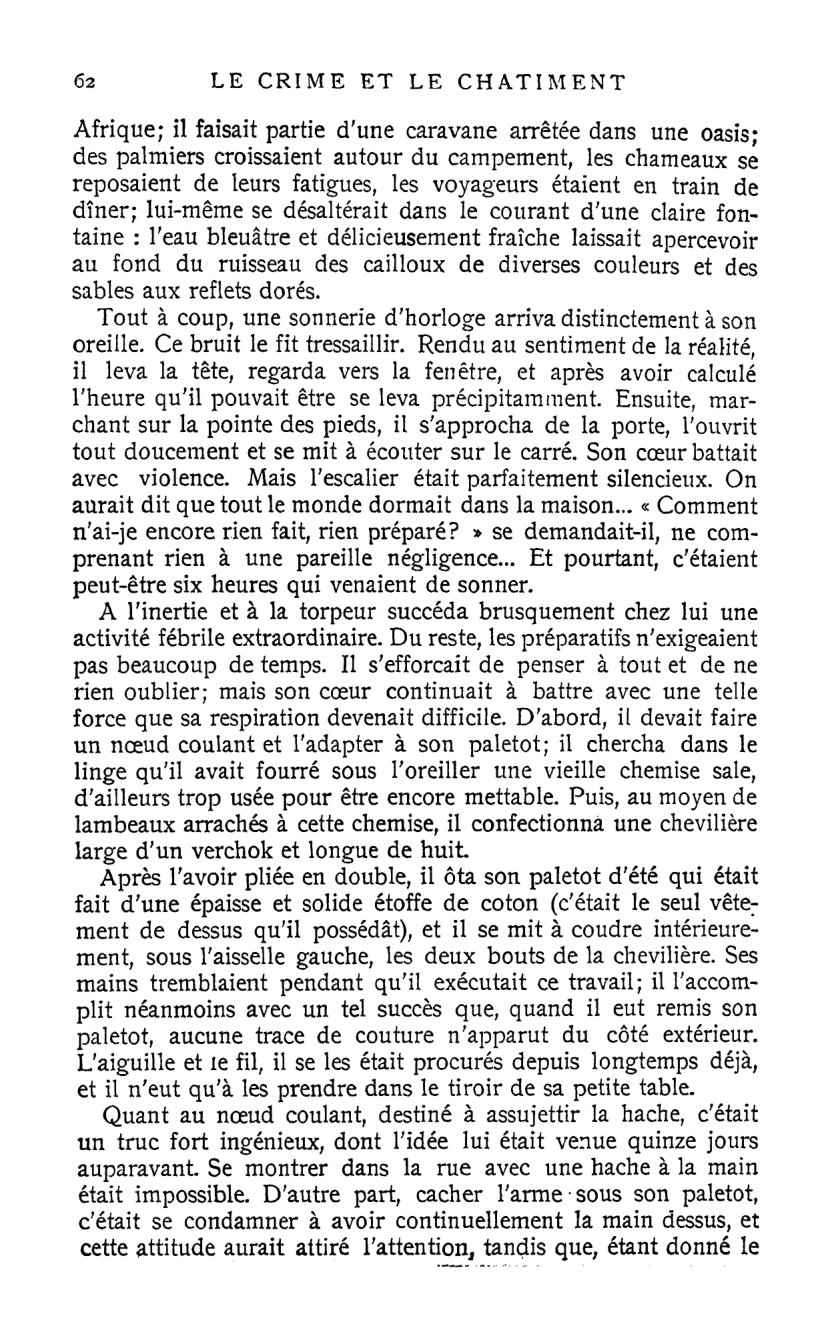 62 LE CRIME ET LE CHATIMENT
Afrique; il faisait partie d'une caravane arrêtée dans une oasis;
des palmiers croissaient autour du campement, les chameaux se
reposaient de leurs fatigues, les voyageurs étaient en train de
dîner; lui-même se désaltérait dans le courant d'une claire fon-
taine : l'eau bleuâtre et délicieusement fraîche laissait apercevoir
au fond du ruisseau des cailloux de diverses couleurs et des
sables aux reflets dorés.
Tout à coup, une sonnerie d'horloge arriva distinctement à son
oreille. Ce bruit le fit tressaillir. Rendu au sentiment de la réalité,
il leva la tête, regarda vers la fenêtre, et après avoir calculé
l'heure qu'il pouvait être se leva précipitamment. Ensuite, mar-
chant sur la pointe des pieds, il s'approcha de la porte, l'ouvrit
tout doucement et se mit à écouter sur le carré. Son cœur battait
avec violence. Mais l'escalier était parfaitement silencieux. On
aurait dit que tout le monde dormait dans la maison... « Comment
n'ai-je encore rien fait, rien préparé? » se demandait-il, ne com-
prenant rien à une pareille négligence... Et pourtant, c'étaient
peut-être six heures qui venaient de sonner.
A l'inertie et à la torpeur succéda brusquement chez lui une
activité fébrile extraordinaire. Du reste, les préparatifs n'exigeaient
pas beaucoup de temps. Il s'efforcait de penser à tout et de ne
rien oublier; mais son cœur continuait à battre avec une telle
force que sa respiration devenait difficile. D'abord, il devait faire
un nœud coulant et l'adapter à son paletot; il chercha dans le
linge qu'il avait fourré sous l'oreiller une vieille chemise sale,
d'ailleurs trop usée pour être encore mettable. Puis, au moyen de
lambeaux arrachés à cette chemise, il confectionna une chevilière
large d'un verchok et longue de huit.
Après l'avoir pliée en double, il ôta son paletot d'été qui était
fait d'une épaisse et solide étoffe de coton (c'était le seul vête-
ment de dessus qu'il possédât), et il se mit à coudre intérieure-
ment, sous l'aisselle gauche, les deux bouts de la chevilière. Ses
mains tremblaient pendant qu'il exécutait ce travail; il l'accom-
plit néanmoins avec un tel succès que, quand il eut remis son
paletot, aucune trace de couture n'apparut du côté extérieur.
L'aiguille et le fil, il se les était procurés depuis longtemps déjà,
et il n'eut qu'à les prendre dans le tiroir de sa petite table.
Quant au nœud coulant, destiné à assujettir la hache, c'était
un truc fort ingénieux, dont l'idée lui était venue quinze jours
auparavant. Se montrer dans la rue avec une hache à la main
était impossible. D'autre part, cacher l'arme sous son paletot,
c'était se condamner à avoir continuellement la main dessus, et
cette attitude aurait attiré l'attention, tandis que, étant donné le